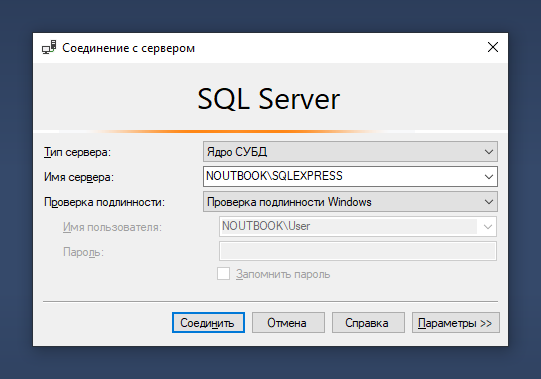 Соединение с сервером
SQL Server
Тип сервера: Ядро СУБД
Имя сервера: NOUTBOOK\SQLEXPRESS
Проверка подлинности: Проверка подлинности Windows
Имя пользователя: NOUTBOOK\User
Пароль:
Запомнить пароль
Соединить Отмена Справка Параметры >>